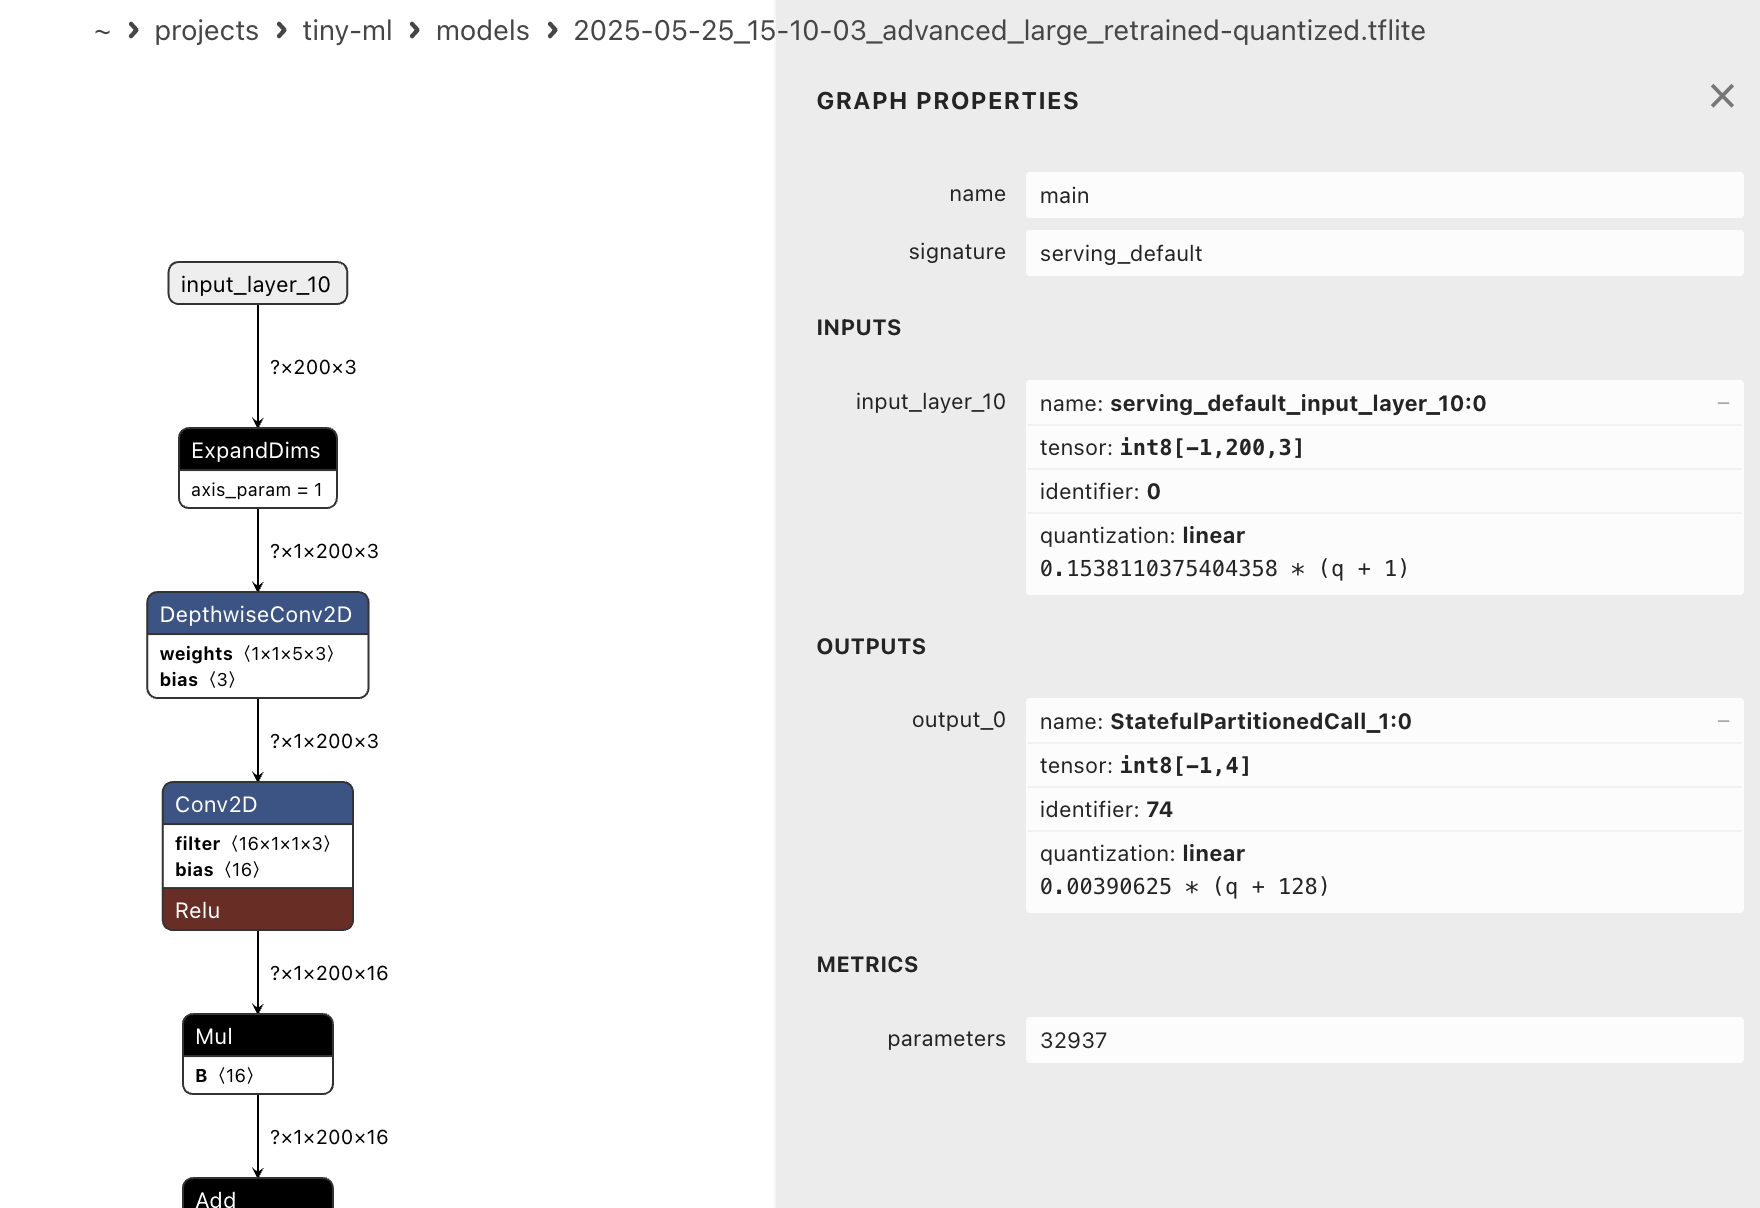 ~ › projects › tiny-ml › models › 2025-05-25_15-10-03_advanced_large_retrained-quantized.tflite
input_layer_10
?×200×3
ExpandDims
axis_param = 1
?×1×200×3
DepthwiseConv2D
weights ⟨1×1×5×3⟩
bias ⟨3⟩
?×1×200×3
Conv2D
filter ⟨16×1×1×3⟩
bias ⟨16⟩
Relu
?×1×200×16
Mul
B ⟨16⟩
?×1×200×16
Add
GRAPH PROPERTIES
name main
signature serving_default
INPUTS
input_layer_10 name: serving_default_input_layer_10:0
tensor: int8[-1,200,3]
identifier: 0
quantization: linear
0.1538110375404358 * (q + 1)
OUTPUTS
output_0 name: StatefulPartitionedCall_1:0
tensor: int8[-1,4]
identifier: 74
quantization: linear
0.00390625 * (q + 128)
METRICS
parameters 32937